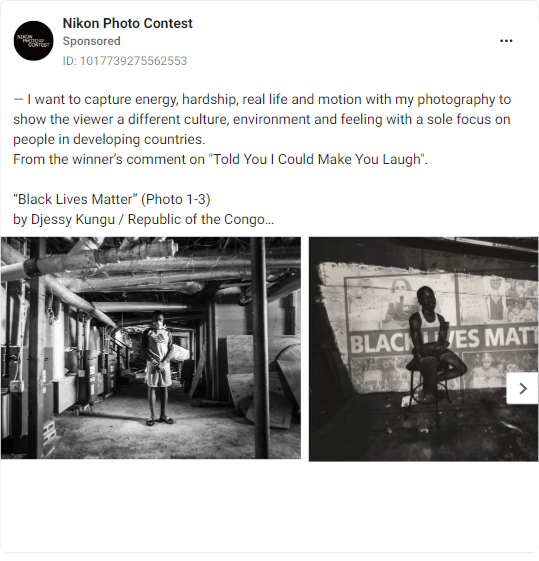 NIKON
PHOTO
CONTEST
Nikon Photo Contest
Sponsored
ID: 1017739275562553
— I want to capture energy, hardship, real life and motion with my photography to
show the viewer a different culture, environment and feeling with a sole focus on
people in developing countries.
From the winner’s comment on "Told You I Could Make You Laugh".
“Black Lives Matter” (Photo 1-3)
by Djessy Kungu / Republic of the Congo...
BLACK LIVES MATT